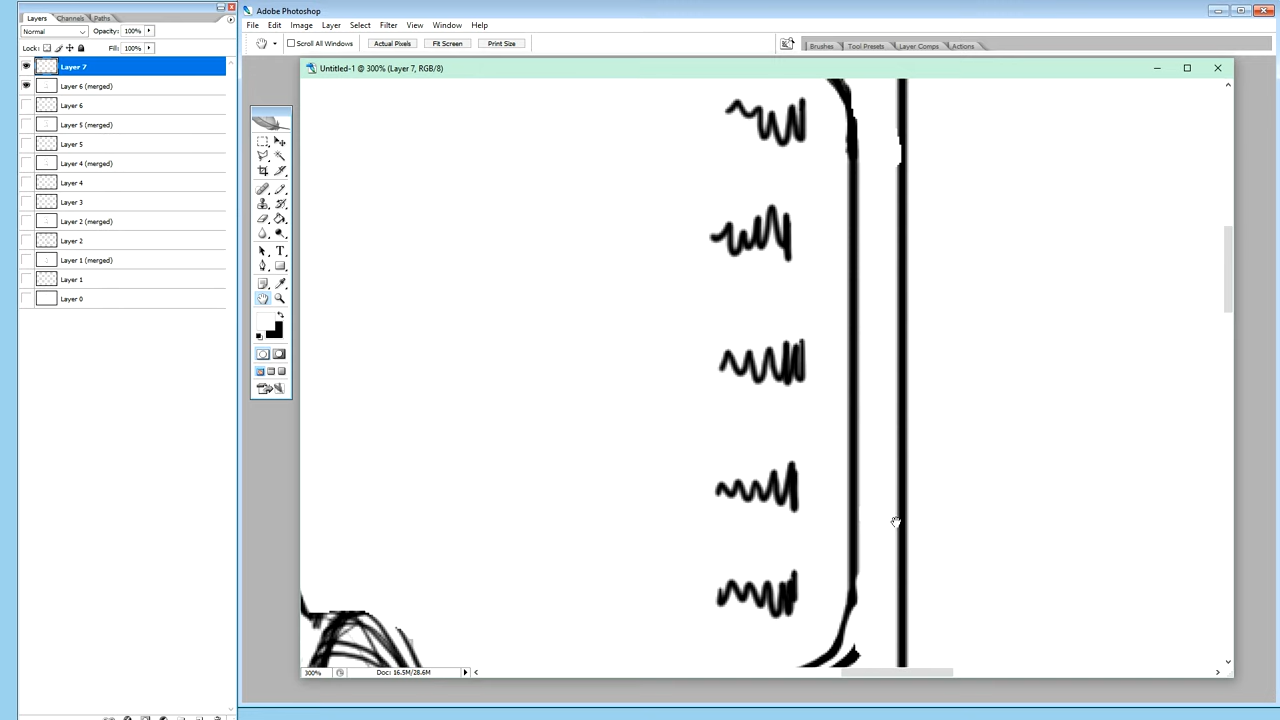 Adobe Photoshop
File Edit Image Layer Select Filter View Window Help
Scroll All Windows Actual Pixels Fit Screen Print Size
Brushes Tool Presets Layer Comps Actions
Untitled-1 @ 300% (Layer 7, RGB/8)
Layers Channels Paths
Normal Opacity: 100%
Lock: Fill: 100%
Layer 7
Layer 6 (merged)
Layer 6
Layer 5 (merged)
Layer 5
Layer 4 (merged)
Layer 4
Layer 3
Layer 2 (merged)
Layer 2
Layer 1 (merged)
Layer 1
Layer 0
T
300% Doc: 16.5M/28.6M